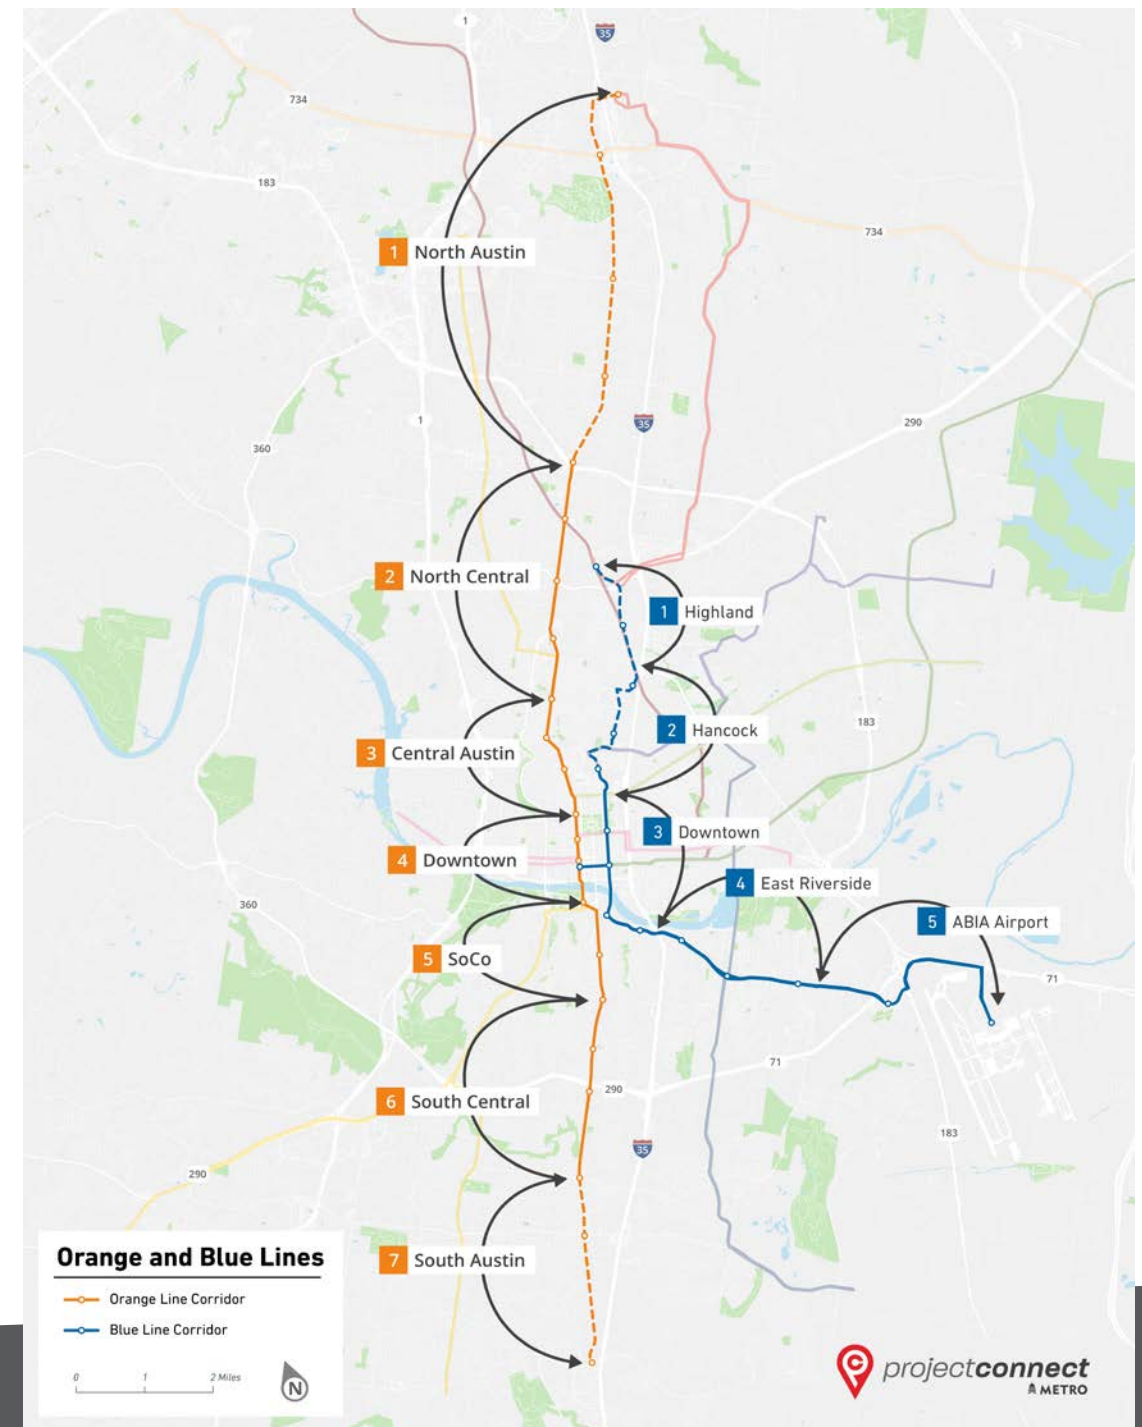 1
35
734
183
734
1 North Austin
1
35
290
360
2 North Central
1 Highland
183
2 Hancock
3 Central Austin
3 Downtown
4 Downtown
4 East Riverside
360
5 ABIA Airport
5 SoCo
71
71
290
6 South Central
183
35
290
7 South Austin
Orange and Blue Lines
Orange Line Corridor
Blue Line Corridor
0 1 2 Miles
N
projectconnect
METRO